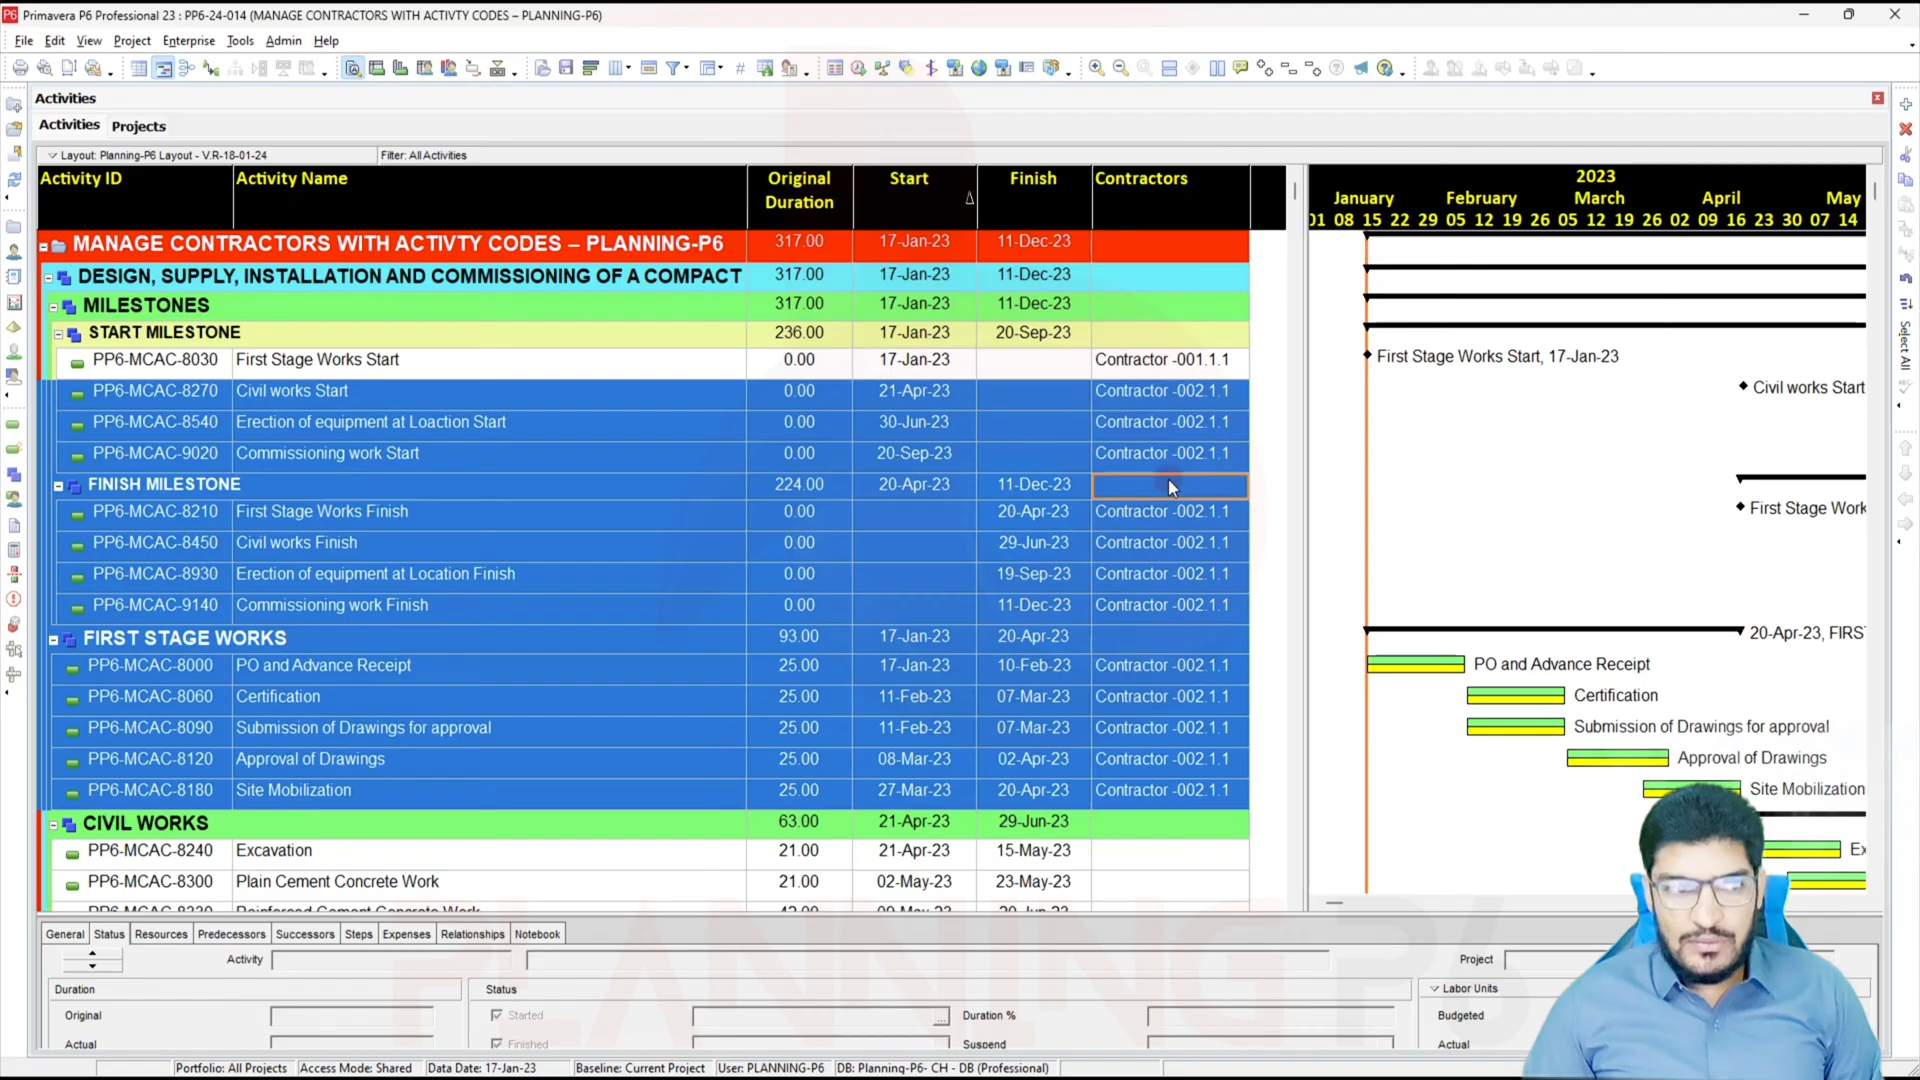 Primavera P6 Professional 23 : PP6-24-014 (MANAGE CONTRACTORS WITH ACTIVTY CODES – PLANNING-P6)
File Edit View Project Enterprise Tools Admin Help
Activities
Activities Projects
Layout: Planning-P6 Layout - V.R-18-01-24 Filter: All Activities
Activity ID Activity Name Original Duration Start Finish Contractors
2023
January February March April May
01 08 15 22 29 05 12 19 26 05 12 19 26 02 09 16 23 30 07 14
MANAGE CONTRACTORS WITH ACTIVTY CODES – PLANNING-P6 317.00 17-Jan-23 11-Dec-23
DESIGN, SUPPLY, INSTALLATION AND COMMISSIONING OF A COMPACT 317.00 17-Jan-23 11-Dec-23
MILESTONES 317.00 17-Jan-23 11-Dec-23
START MILESTONE 236.00 17-Jan-23 20-Sep-23
PP6-MCAC-8030 First Stage Works Start 0.00 17-Jan-23 Contractor -001.1.1 First Stage Works Start, 17-Jan-23
PP6-MCAC-8270 Civil works Start 0.00 21-Apr-23 Contractor -002.1.1 Civil works Start
PP6-MCAC-8540 Erection of equipment at Loaction Start 0.00 30-Jun-23 Contractor -002.1.1
PP6-MCAC-9020 Commissioning work Start 0.00 20-Sep-23 Contractor -002.1.1
FINISH MILESTONE 224.00 20-Apr-23 11-Dec-23
PP6-MCAC-8210 First Stage Works Finish 0.00 20-Apr-23 Contractor -002.1.1 First Stage Work
PP6-MCAC-8450 Civil works Finish 0.00 29-Jun-23 Contractor -002.1.1
PP6-MCAC-8930 Erection of equipment at Location Finish 0.00 19-Sep-23 Contractor -002.1.1
PP6-MCAC-9140 Commissioning work Finish 0.00 11-Dec-23 Contractor -002.1.1
FIRST STAGE WORKS 93.00 17-Jan-23 20-Apr-23 20-Apr-23, FIRS
PP6-MCAC-8000 PO and Advance Receipt 25.00 17-Jan-23 10-Feb-23 Contractor -002.1.1 PO and Advance Receipt
PP6-MCAC-8060 Certification 25.00 11-Feb-23 07-Mar-23 Contractor -002.1.1 Certification
PP6-MCAC-8090 Submission of Drawings for approval 25.00 11-Feb-23 07-Mar-23 Contractor -002.1.1 Submission of Drawings for approval
PP6-MCAC-8120 Approval of Drawings 25.00 08-Mar-23 02-Apr-23 Contractor -002.1.1 Approval of Drawings
PP6-MCAC-8180 Site Mobilization 25.00 27-Mar-23 20-Apr-23 Contractor -002.1.1 Site Mobilization
CIVIL WORKS 63.00 21-Apr-23 29-Jun-23
PP6-MCAC-8240 Excavation 21.00 21-Apr-23 15-May-23 Ex
PP6-MCAC-8300 Plain Cement Concrete Work 21.00 02-May-23 23-May-23
Select All
General Status Resources Predecessors Successors Steps Expenses Relationships Notebook
Activity Project
Duration Status Labor Units
Original Started Duration % Budgeted
Actual Finished Suspend Actual
PLANNING P6
Portfolio: All Projects Access Mode: Shared Data Date: 17-Jan-23 Baseline: Current Project User: PLANNING-P6 DB: Planning-P6- CH - DB (Professional)